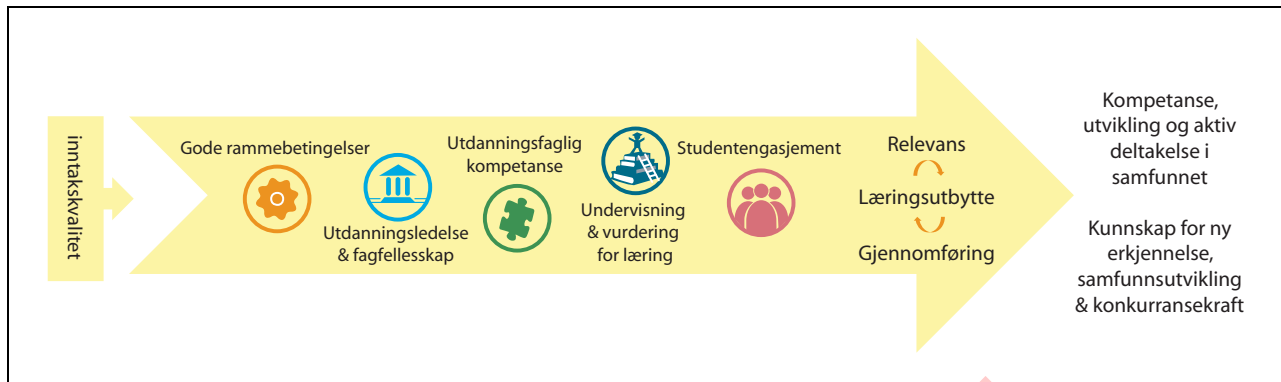 inntakskvalitet
Gode rammebetingelser
Utdanningsledelse
& fagfellesskap
Utdanningsfaglig
kompetanse
Undervisning
& vurdering
for læring
Studentengasjement
Relevans
Læringsutbytte
Gjennomføring
Kompetanse,
utvikling og aktiv
deltakelse i
samfunnet
Kunnskap for ny
erkjennelse,
samfunnsutvikling
& konkurransekraft